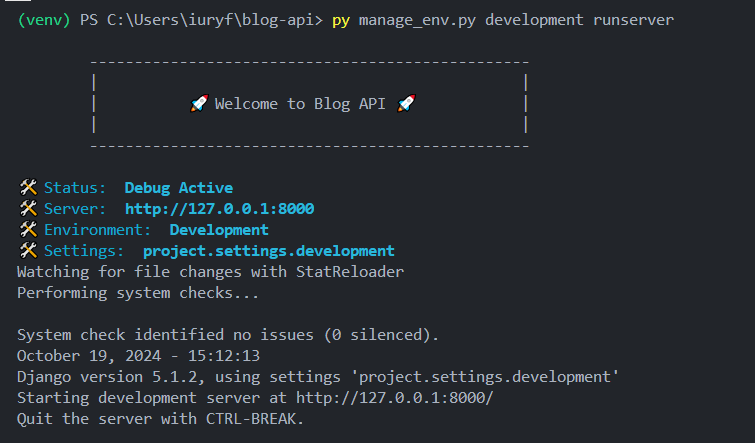 (venv) PS C:\Users\iuryf\blog-api> py manage_env.py development runserver
-------------------------------------------------
|                                               |
|          🚀 Welcome to Blog API 🚀            |
|                                               |
-------------------------------------------------
🛠 Status:  Debug Active
🛠 Server:  http://127.0.0.1:8000
🛠 Environment:  Development
🛠 Settings:  project.settings.development
Watching for file changes with StatReloader
Performing system checks...
System check identified no issues (0 silenced).
October 19, 2024 - 15:12:13
Django version 5.1.2, using settings 'project.settings.development'
Starting development server at http://127.0.0.1:8000/
Quit the server with CTRL-BREAK.